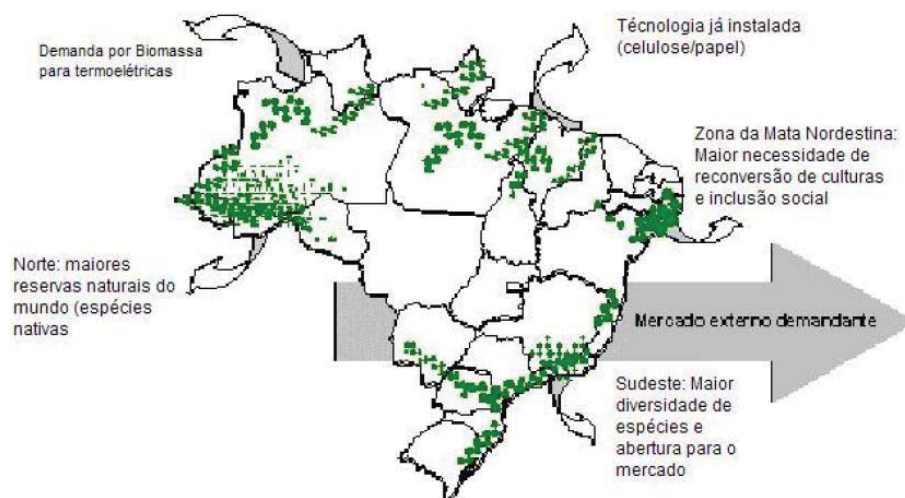 Demanda por Biomassa
para termoelétricas
Técnologia já instalada
(celulose/papel)
Zona da Mata Nordestina:
Maior necessidade de
reconversão de culturas
e inclusão social
Norte: maiores
reservas naturais do
mundo (espécies
nativas
Mercado externo demandante
Sudeste: Maior
diversidade de
espécies e
abertura para o
mercado